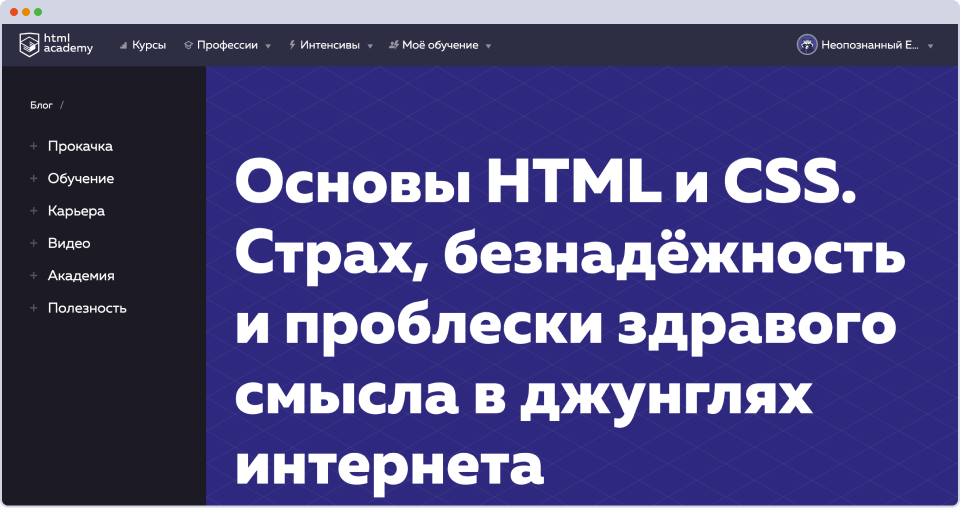 html
academy
Курсы Профессии Интенсивы Моё обучение Неопознанный Е...
Блог /
+ Прокачка
+ Обучение
+ Карьера
+ Видео
+ Академия
+ Полезность
Основы HTML и CSS.
Страх, безнадёжность
и проблески здравого
смысла в джунглях
интернета